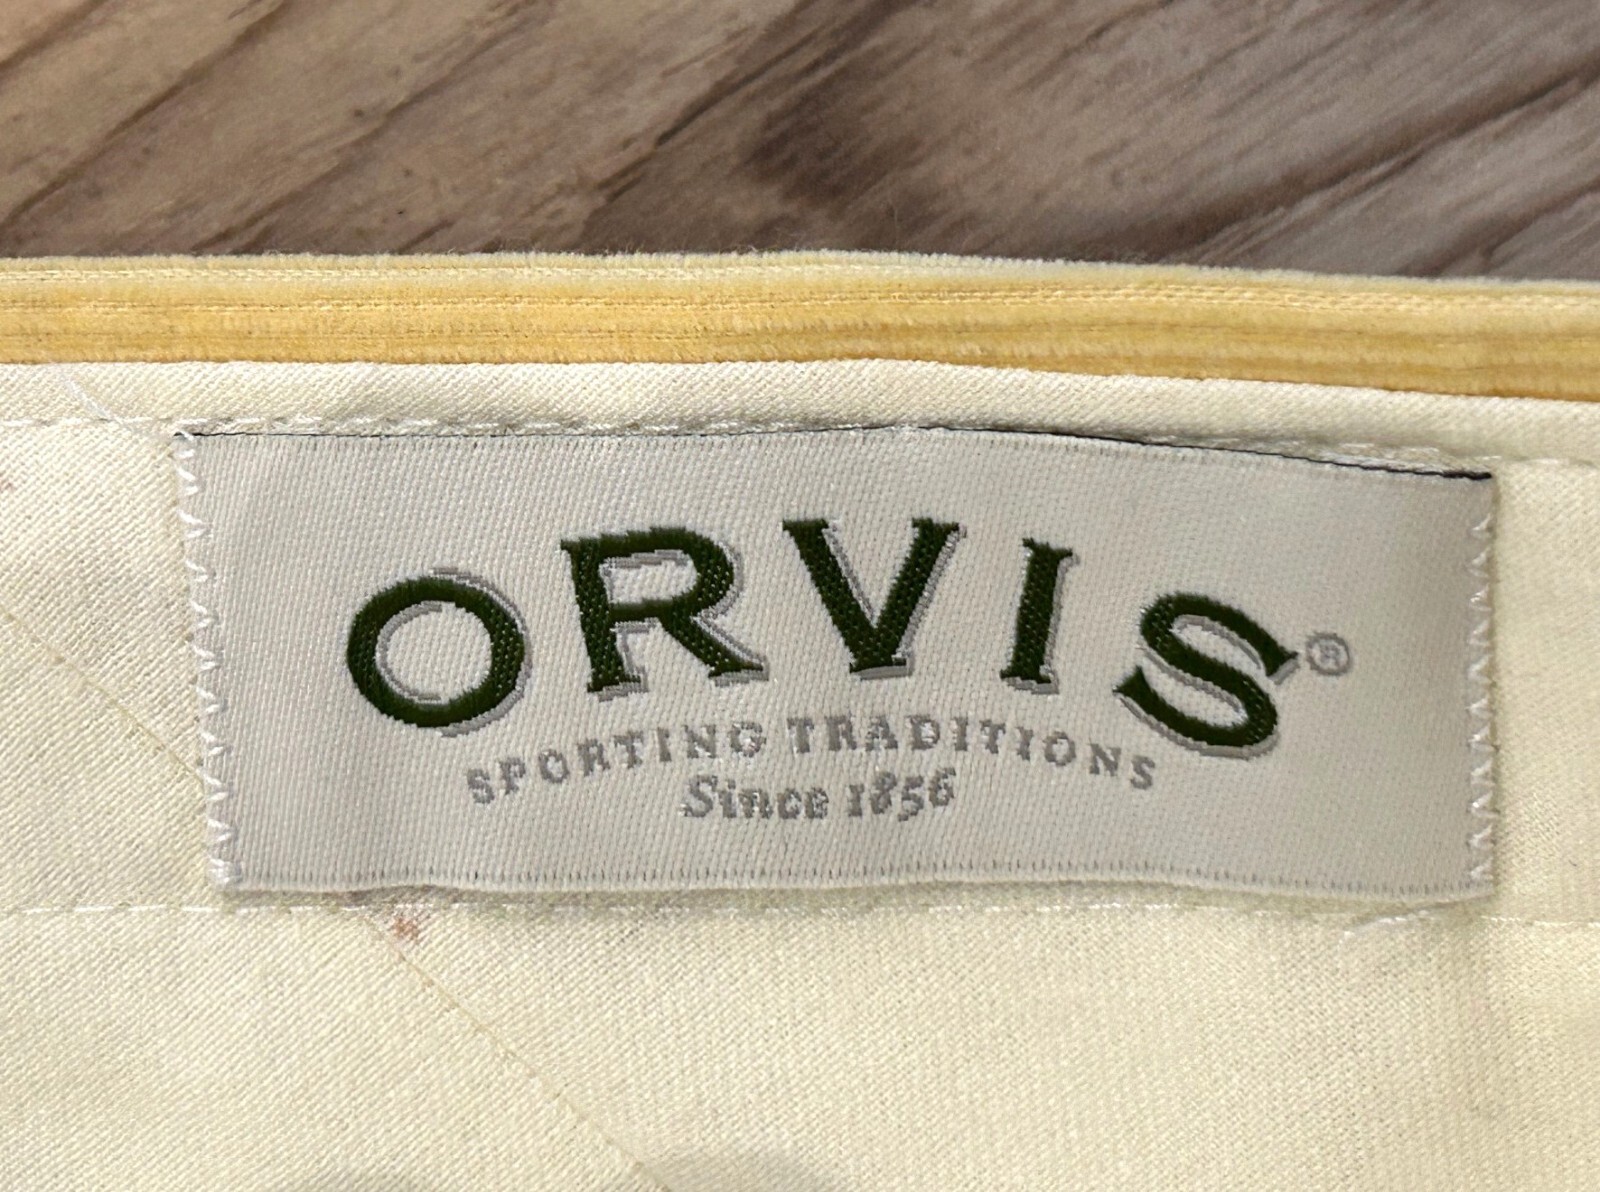 ORVIS®
SPORTING TRADITIONS
Since 1856